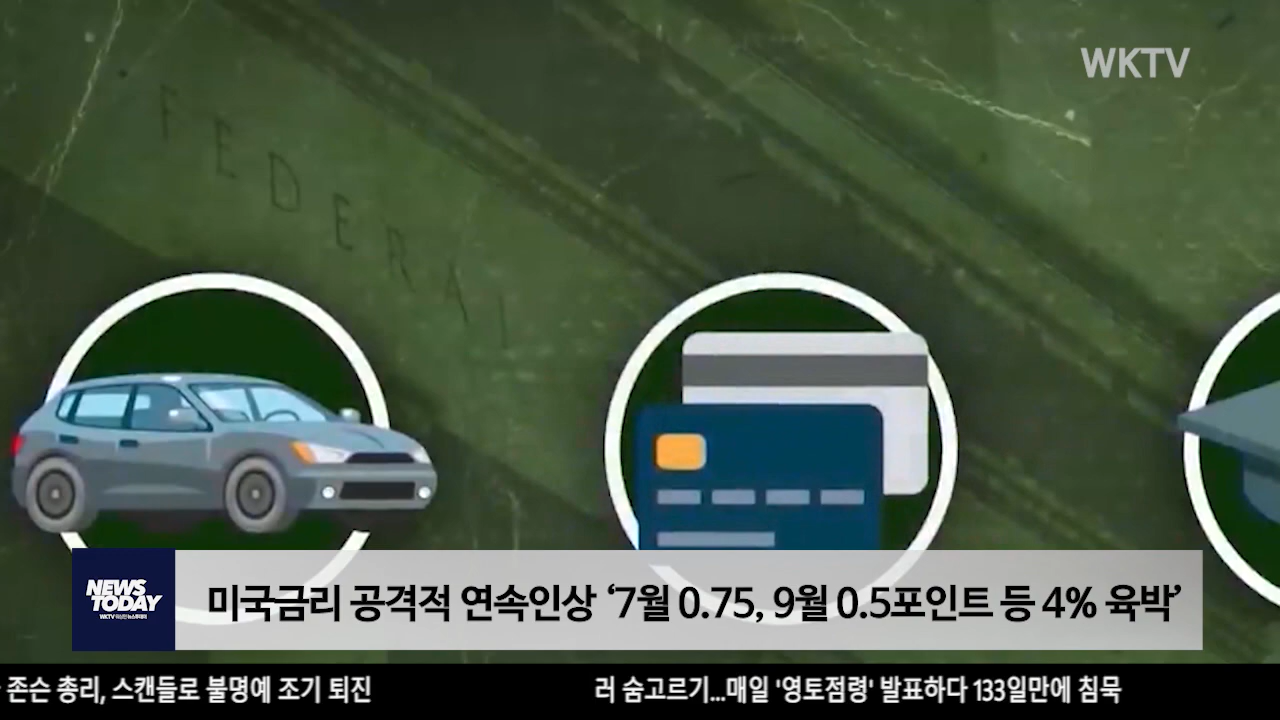 WKTV
FEDERAL
NEWS
TODAY
미국금리 공격적 연속인상 ‘7월 0.75, 9월 0.5포인트 등 4% 육박’
존슨 총리, 스캔들로 불명예 조기 퇴진
러 숨고르기...매일 '영토점령' 발표하다 133일만에 침묵